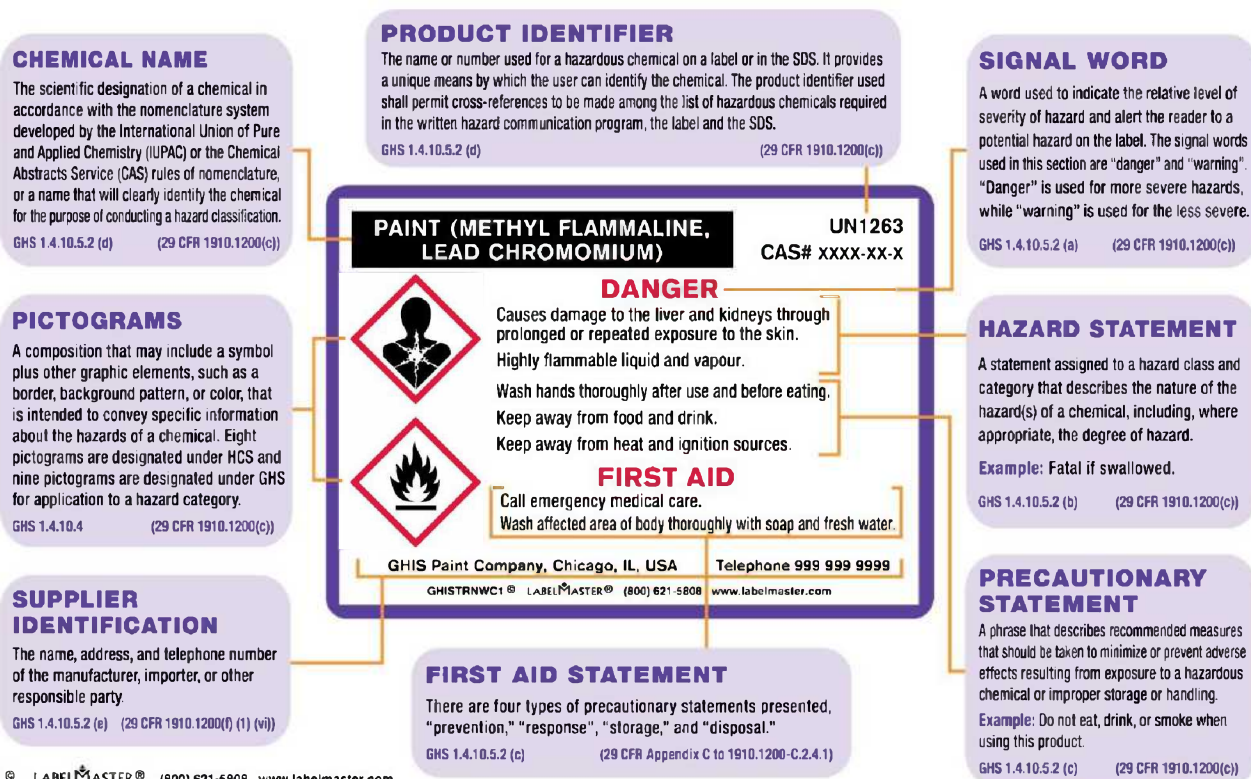 CHEMICAL NAME
The scientific designation of a chemical in
accordance with the nomenclature system
developed by the International Union of Pure
and Applied Chemistry (IUPAC) or the Chemical
Abstracts Service (CAS) rules of nomenclature,
or a name that will clearly identify the chemical
for the purpose of conducting a hazard classification.
GHS 1.4.10.5.2 (d) (29 CFR 1910.1200(c))
PRODUCT IDENTIFIER
The name or number used for a hazardous chemical on a label or in the SDS. It provides
a unique means by which the user can identify the chemical. The product identifier used
shall permit cross-references to be made among the list of hazardous chemicals required
in the written hazard communication program, the label and the SDS.
GHS 1.4.10.5.2 (d) (29 CFR 1910.1200(c))
SIGNAL WORD
A word used to indicate the relative level of
severity of hazard and alert the reader to a
potential hazard on the label. The signal words
used in this section are "danger" and "warning".
"Danger" is used for more severe hazards,
while "warning" is used for the less severe.
GHS 1.4.10.5.2 (a) (29 CFR 1910.1200(c))
PICTOGRAMS
A composition that may include a symbol
plus other graphic elements, such as a
border, background pattern, or color, that
is intended to convey specific information
about the hazards of a chemical. Eight
pictograms are designated under HCS and
nine pictograms are designated under GHS
for application to a hazard category.
GHS 1.4.10.4 (29 CFR 1910.1200(c))
PAINT (METHYL FLAMMALINE,
LEAD CHROMOMIUM)
UN1263
CAS# xxxx-xx-x
DANGER
Causes damage to the liver and kidneys through
prolonged or repeated exposure to the skin.
Highly flammable liquid and vapour.
Wash hands thoroughly after use and before eating.
Keep away from food and drink.
Keep away from heat and ignition sources.
FIRST AID
Call emergency medical care.
Wash affected area of body thoroughly with soap and fresh water.
GHIS Paint Company, Chicago, IL, USA Telephone 999 999 9999
GHISTRNWC1 © LABELMASTER® (800) 621-5808 www.labelmaster.com
HAZARD STATEMENT
A statement assigned to a hazard class and
category that describes the nature of the
hazard(s) of a chemical, including, where
appropriate, the degree of hazard.
Example: Fatal if swallowed.
GHS 1.4.10.5.2 (b) (29 CFR 1910.1200(c))
SUPPLIER
IDENTIFICATION
The name, address, and telephone number
of the manufacturer, importer, or other
responsible party.
GHS 1.4.10.5.2 (e) (29 CFR 1910.1200(f) (1) (vi))
FIRST AID STATEMENT
There are four types of precautionary statements presented,
"prevention," "response", "storage," and "disposal."
GHS 1.4.10.5.2 (c) (29 CFR Appendix C to 1910.1200-C.2.4.1)
PRECAUTIONARY
STATEMENT
A phrase that describes recommended measures
that should be taken to minimize or prevent adverse
effects resulting from exposure to a hazardous
chemical or improper storage or handling.
Example: Do not eat, drink, or smoke when
using this product.
GHS 1.4.10.5.2 (c) (29 CFR 1910.1200(c))
© LABELMASTER® (800) 621-5808 www.labelmaster.com